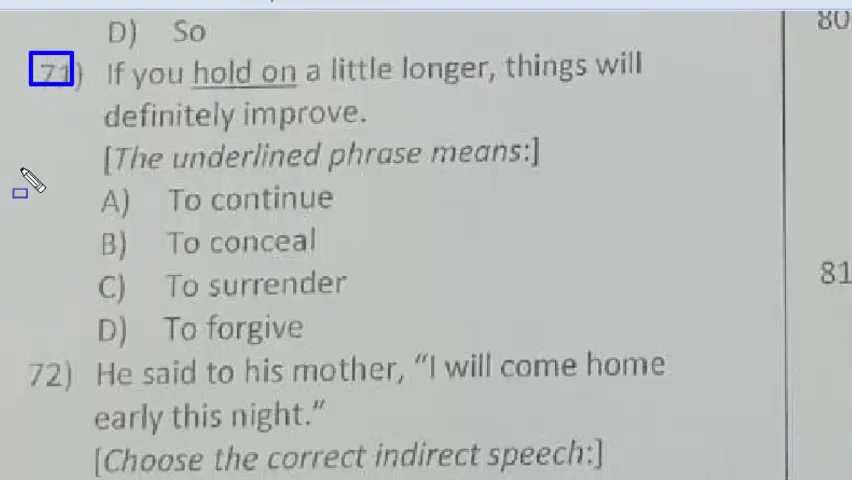 D) So
80
71) If you hold on a little longer, things will
definitely improve.
[The underlined phrase means:]
A) To continue
B) To conceal
C) To surrender
D) To forgive
81
72) He said to his mother, “I will come home
early this night.”
[Choose the correct indirect speech:]